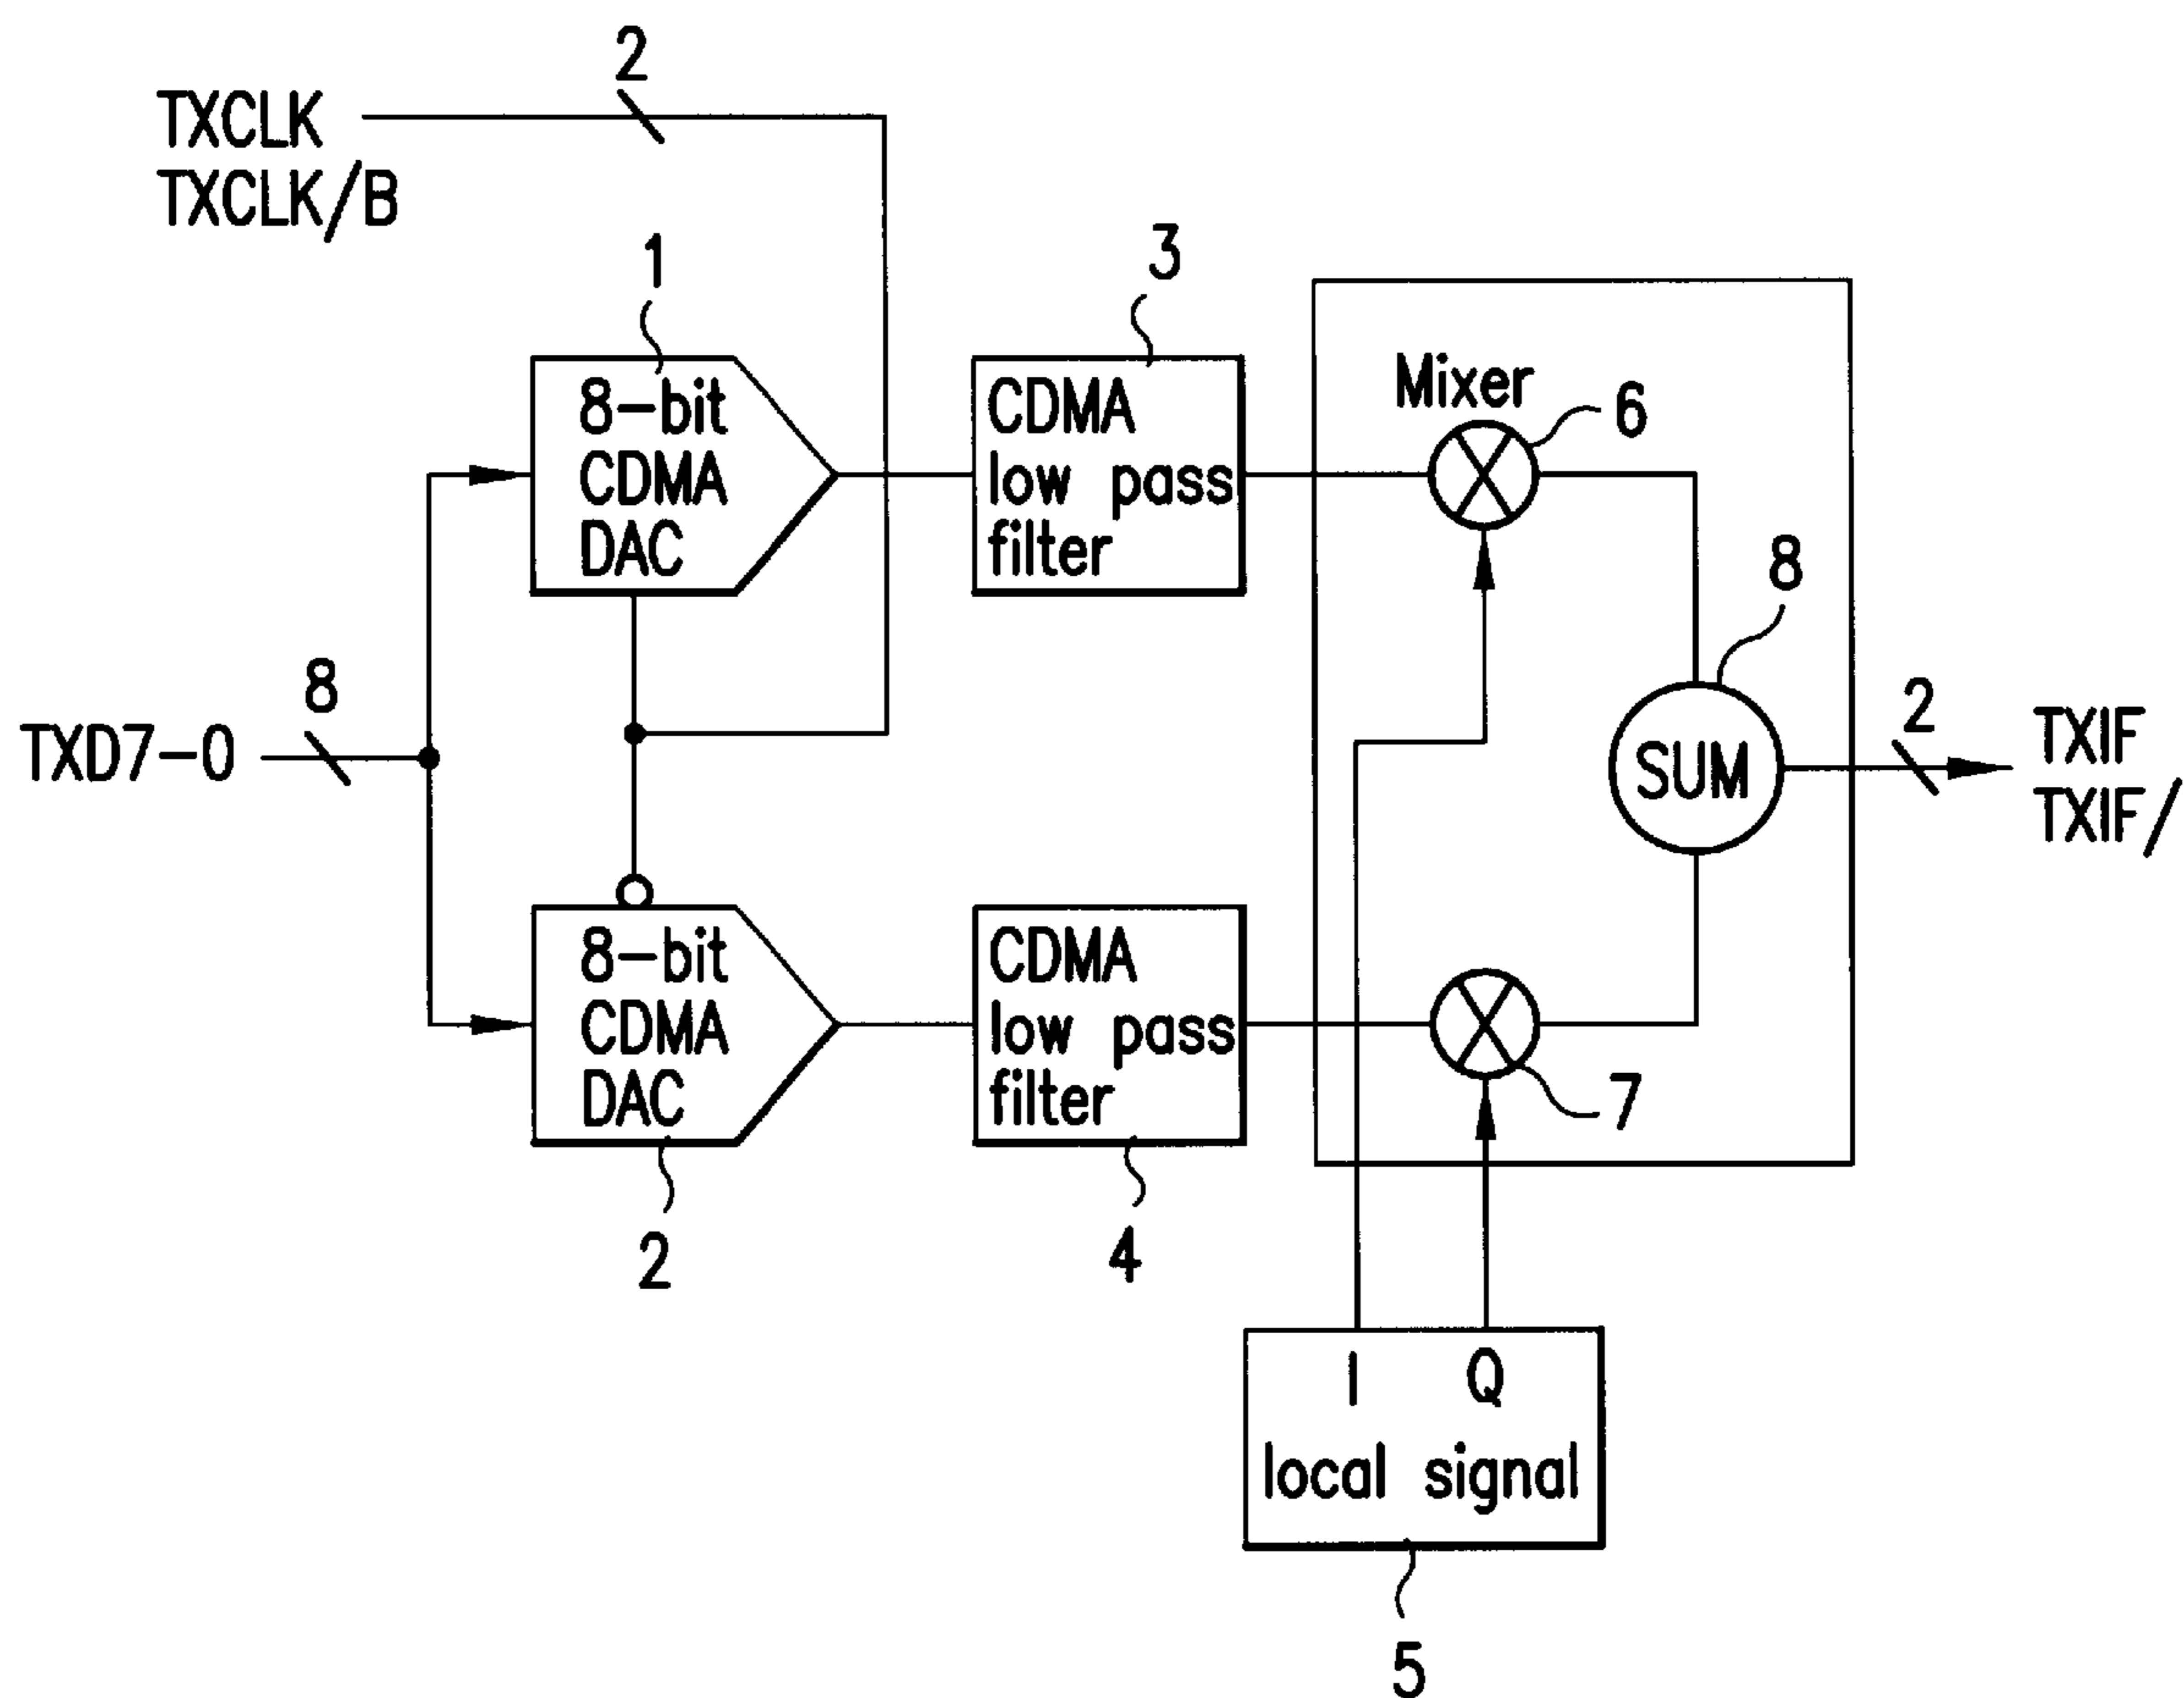 2
TXCLK
TXCLK/B
1
3
8-bit
CDMA
DAC
CDMA
low pass
filter
Mixer
6
8
8
TXD7-0
SUM
2
TXIF
TXIF/
8-bit
CDMA
DAC
CDMA
low pass
filter
7
2
4
I Q
local signal
5